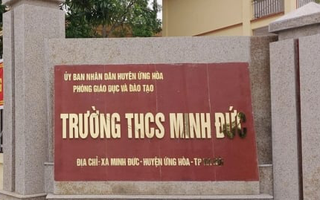 ỦY BAN NHÂN DÂN HUYỆN ỨNG HÒA
PHÒNG GIÁO DỤC VÀ ĐÀO TẠO
TRƯỜNG THCS MINH ĐỨC
ĐỊA CHỈ-XÃ MINH ĐỨC-HUYỆN ỨNG HÒA-TP